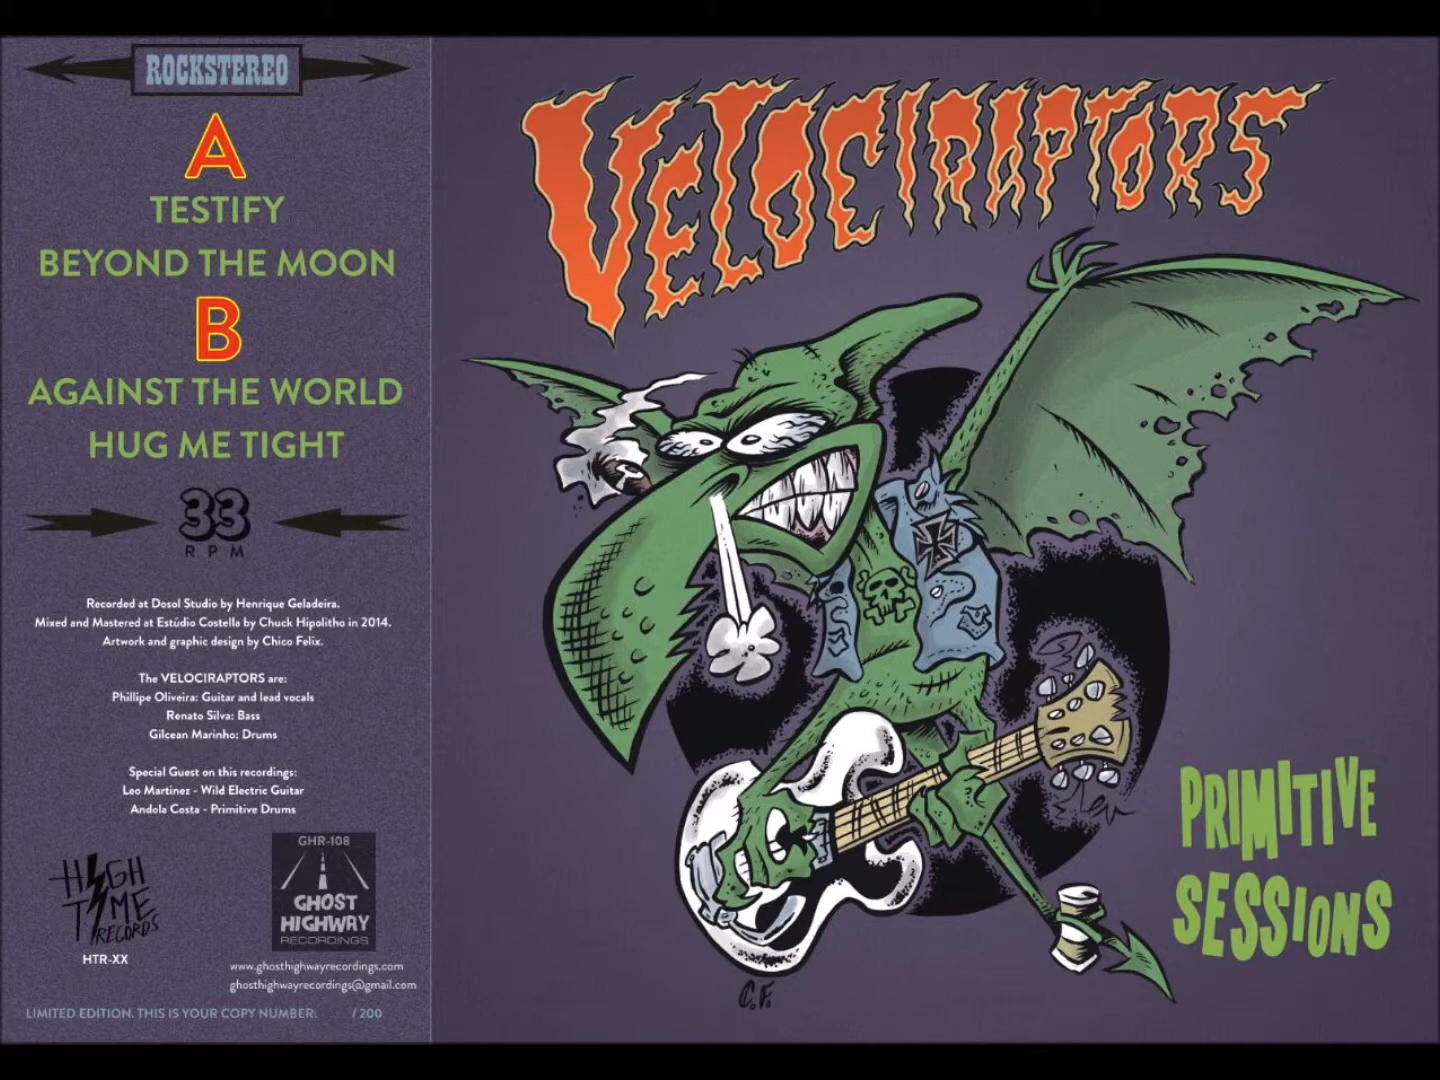 ROCKSTEREO
A
TESTIFY
BEYOND THE MOON
B
AGAINST THE WORLD
HUG ME TIGHT
33
RPM
Recorded at Dosol Studio by Henrique Geladeira.
Mixed and Mastered at Estúdio Costella by Chuck Hipolitho in 2014.
Artwork and graphic design by Chico Felix.
The VELOCIRAPTORS are:
Phillipe Oliveira: Guitar and lead vocals
Renato Silva: Bass
Gilcean Marinho: Drums
Special Guest on this recordings:
Leo Martinez - Wild Electric Guitar
Andola Costa - Primitive Drums
HIGH
TIME
RECORDS
HTR-XX
GHR-108
GHOST
HIGHWAY
RECORDINGS
www.ghosthighwayrecordings.com
ghosthighwayrecordings@gmail.com
LIMITED EDITION. THIS IS YOUR COPY NUMBER: / 200
VELOCIRAPTORS
PRIMITIVE
SESSIONS
C.F.